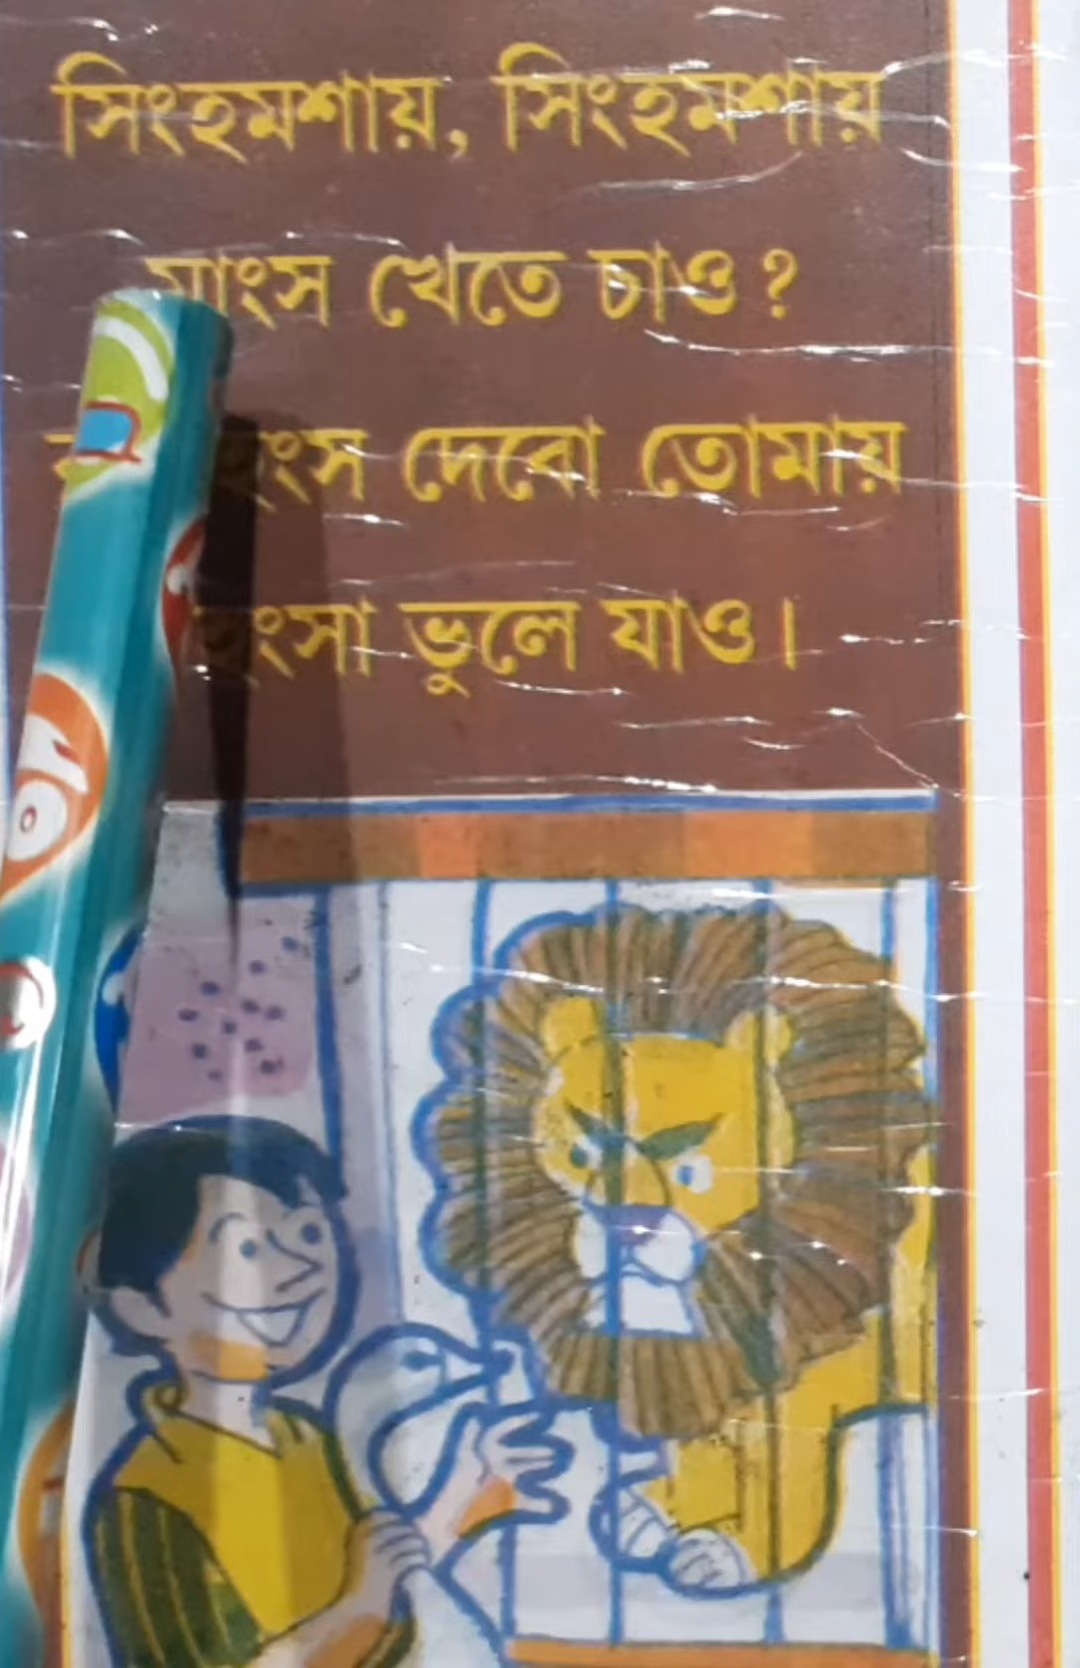 সিংহমশায়, সিংহমশায়
মাংস খেতে চাও?
দেবো তোমায়
ভুলে যাও।